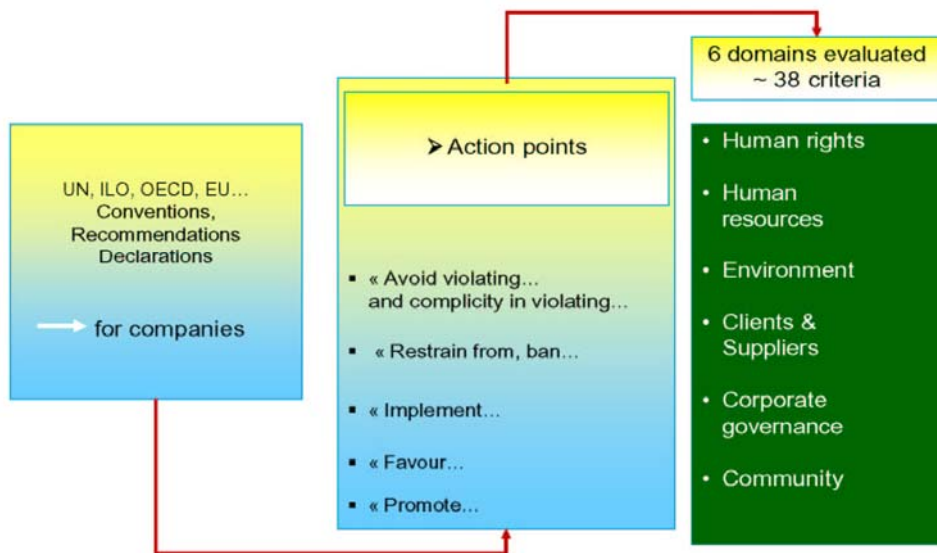 UN, ILO, OECD, EU…
Conventions,
Recommendations
Declarations
for companies
➢ Action points
▪ « Avoid violating…
and complicity in violating…
▪ « Restrain from, ban…
▪ « Implement…
▪ « Favour…
▪ « Promote…
6 domains evaluated
~ 38 criteria
• Human rights
• Human
resources
• Environment
• Clients &
Suppliers
• Corporate
governance
• Community